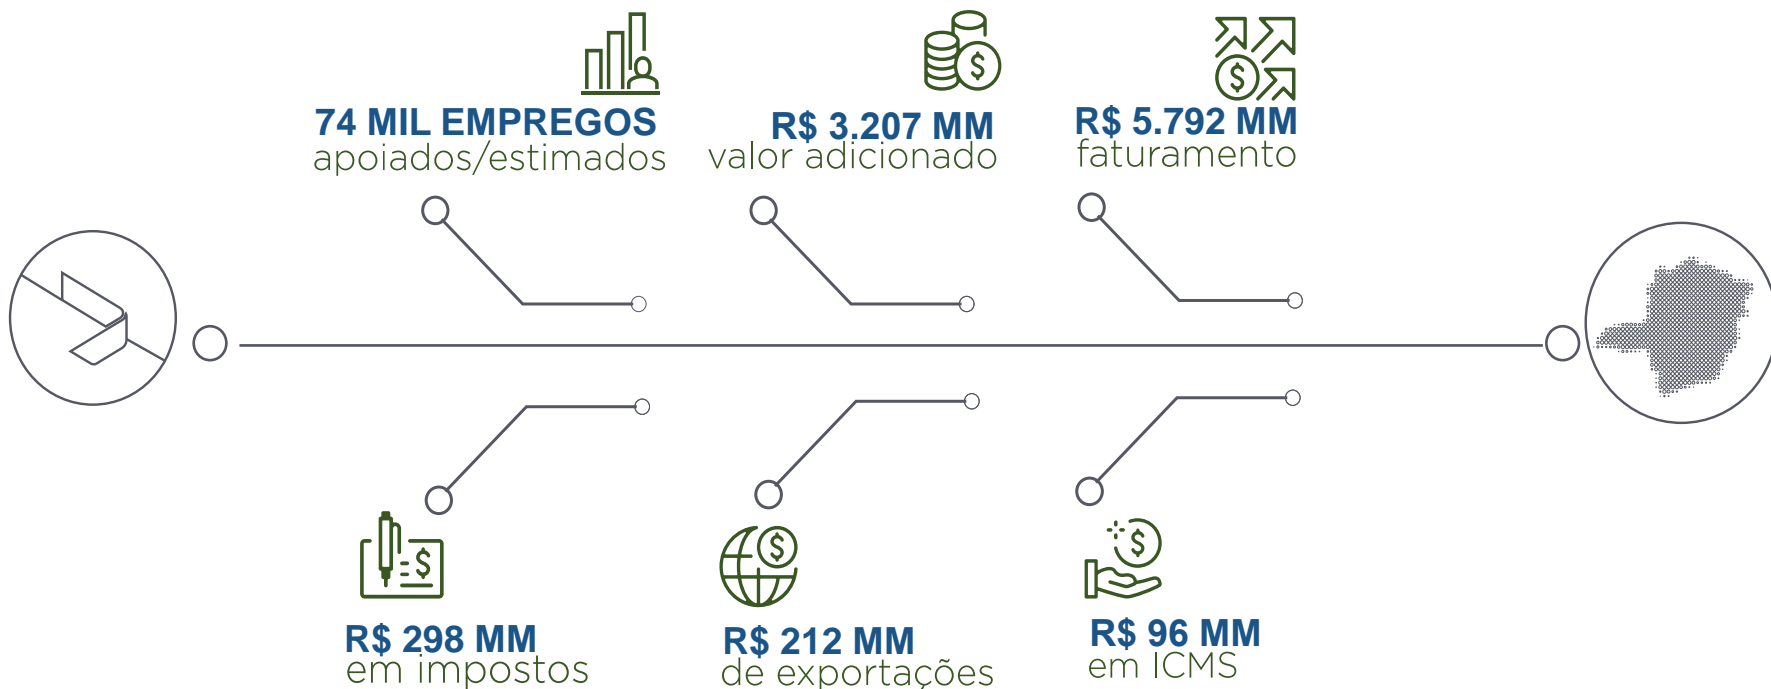 74 MIL EMPREGOS
apoiados/estimados
R$ 3.207 MM
valor adicionado
R$ 5.792 MM
faturamento
R$ 298 MM
em impostos
R$ 212 MM
de exportações
R$ 96 MM
em ICMS